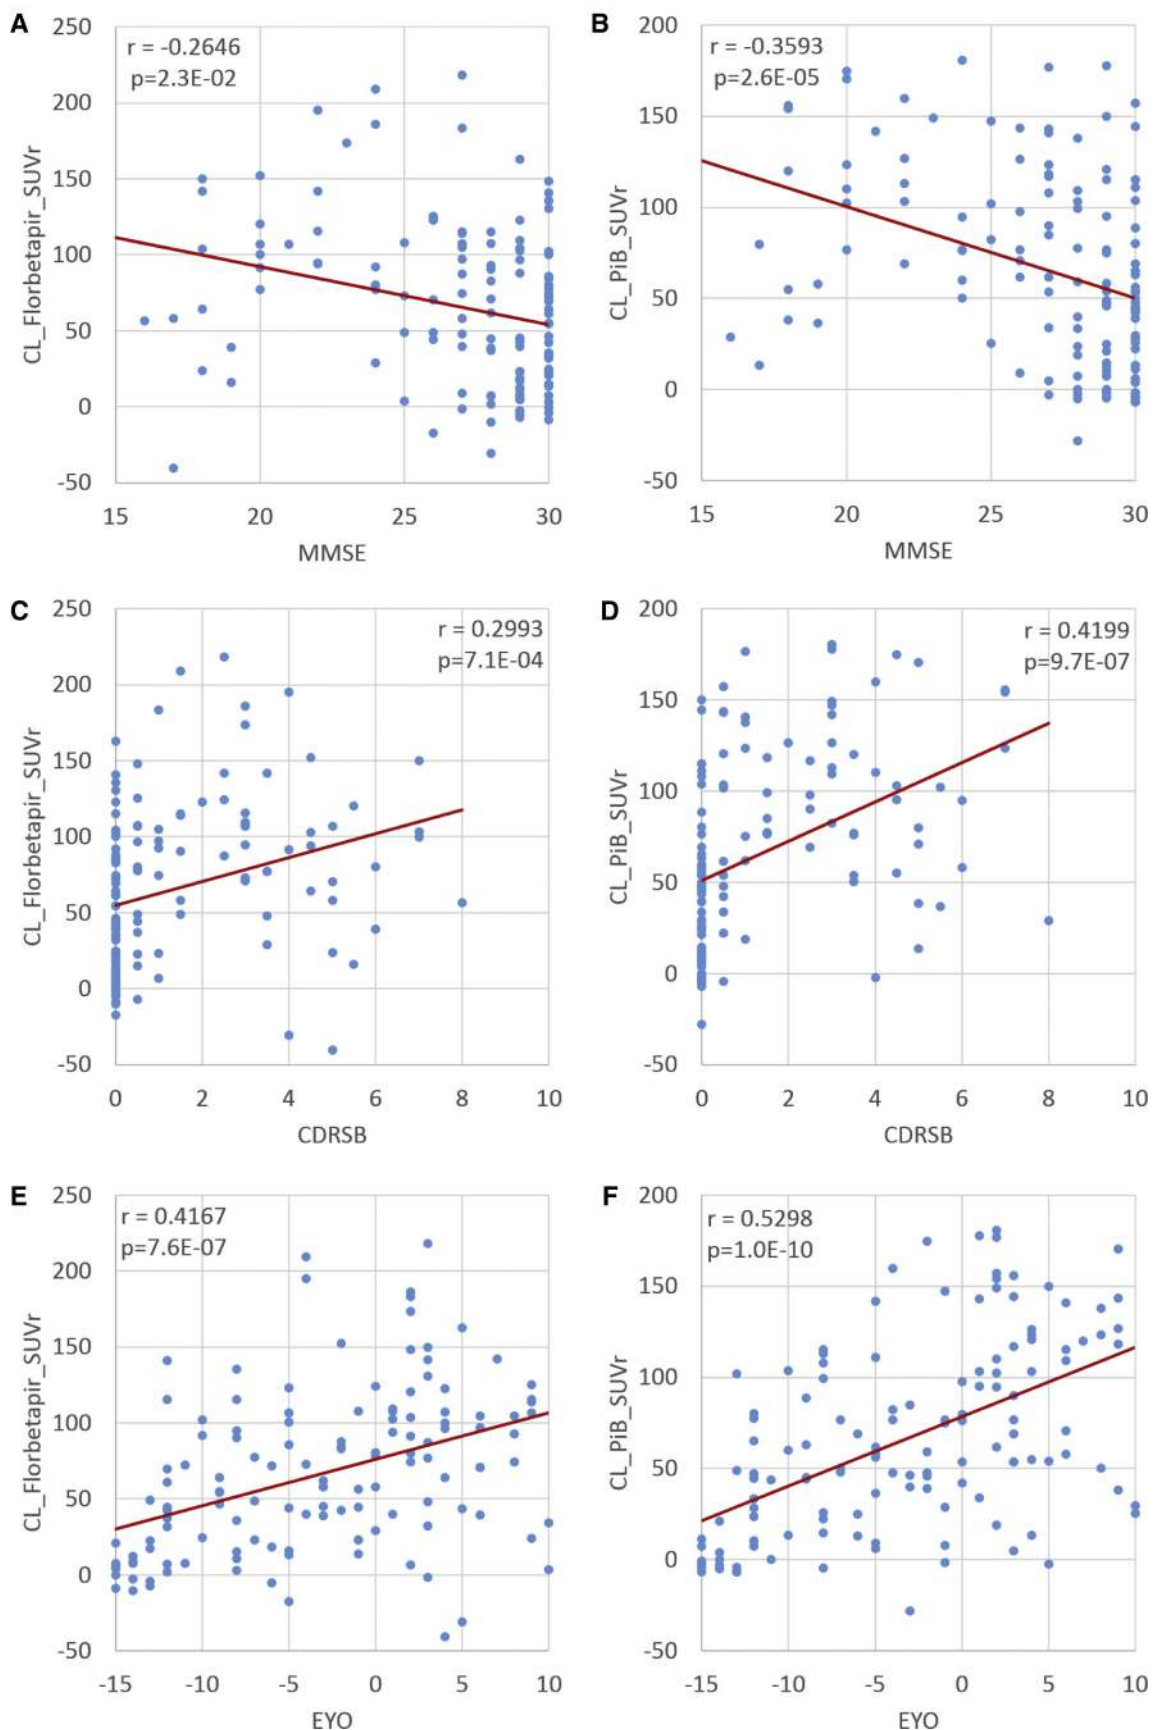 A
r = -0.2646
p=2.3E-02
CL_Florbetapir_SUVr
250
200
150
100
50
0
-50
15
20
25
30
MMSE
B
r = -0.3593
p=2.6E-05
CL_PiB_SUVr
200
150
100
50
0
-50
15
20
25
30
MMSE
C
r = 0.2993
p=7.1E-04
CL_Florbetapir_SUVr
250
200
150
100
50
0
-50
0
2
4
6
8
10
CDRSB
D
r = 0.4199
p=9.7E-07
CL_PiB_SUVr
200
150
100
50
0
-50
0
2
4
6
8
10
CDRSB
E
r = 0.4167
p=7.6E-07
CL_Florbetapir_SUVr
250
200
150
100
50
0
-50
-15
-10
-5
0
5
10
EYO
F
r = 0.5298
p=1.0E-10
CL_PiB_SUVr
200
150
100
50
0
-50
-15
-10
-5
0
5
10
EYO